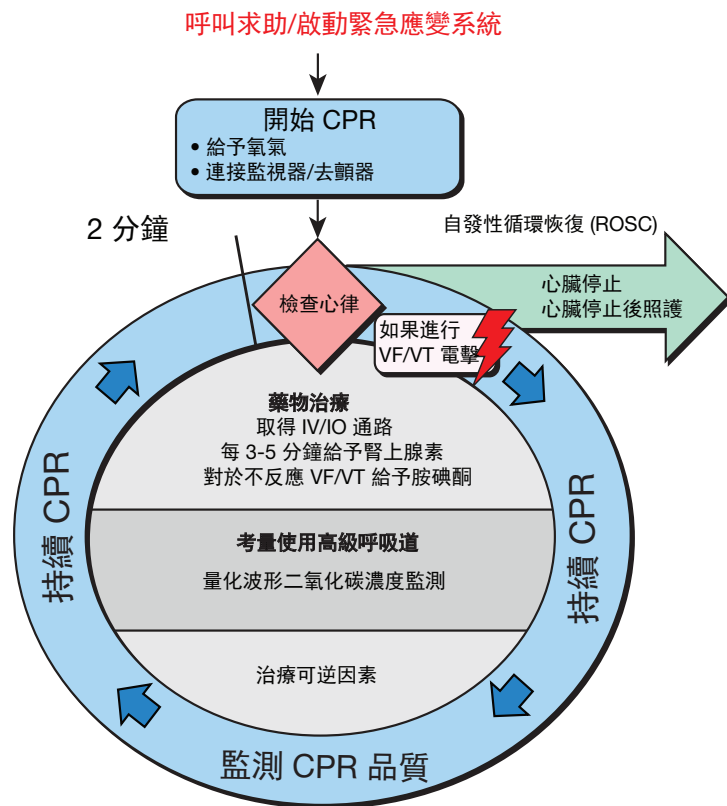 呼叫求助/啟動緊急應變系統
開始 CPR
• 給予氧氣
• 連接監視器/去顫器
2 分鐘
自發性循環恢復 (ROSC)
檢查心律
心臟停止
心臟停止後照護
如果進行
VF/VT 電擊
藥物治療
取得 IV/IO 通路
每 3-5 分鐘給予腎上腺素
對於不反應 VF/VT 給予胺碘酮
考量使用高級呼吸道
量化波形二氧化碳濃度監測
治療可逆因素
持續 CPR
持續 CPR
監測 CPR 品質